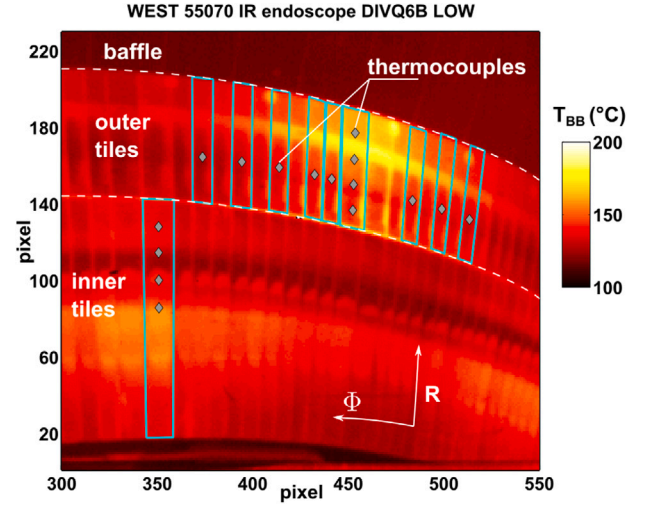 WEST 55070 IR endoscope DIVQ6B LOW
220
180
140
100
60
20
pixel
baffle
thermocouples
outer
tiles
inner
tiles
Φ
R
300
350
400
450
500
550
pixel
T_BB (°C)
200
150
100